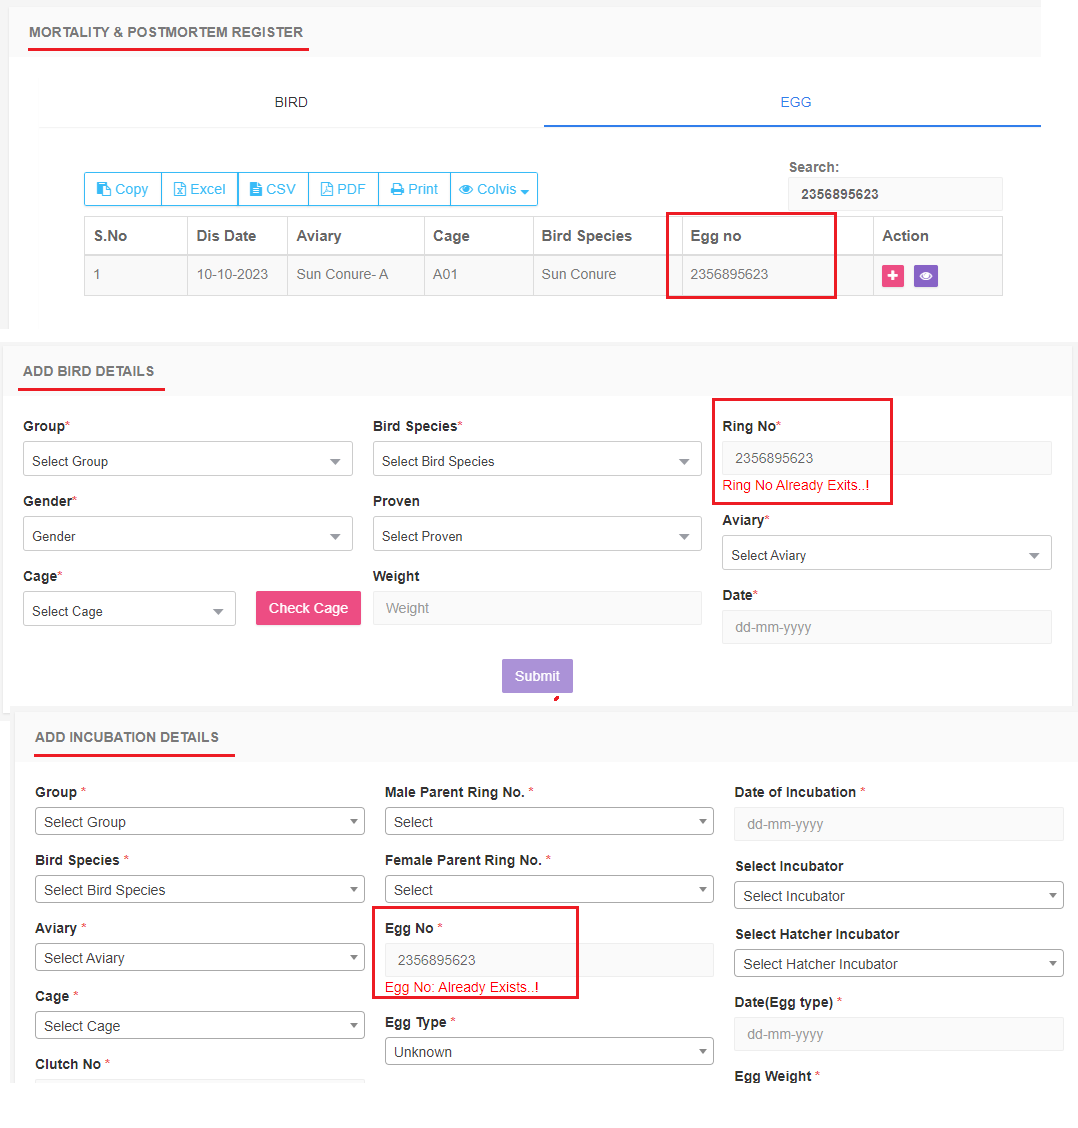 MORTALITY & POSTMORTEM REGISTER
BIRD EGG
Search:
Copy Excel CSV PDF Print Colvis
2356895623
S.No Dis Date Aviary Cage Bird Species Egg no Action
1 10-10-2023 Sun Conure- A A01 Sun Conure 2356895623
ADD BIRD DETAILS
Group* Bird Species* Ring No*
Select Group Select Bird Species 2356895623
Ring No Already Exits..!
Gender* Proven
Aviary*
Gender Select Proven
Select Aviary
Cage* Weight
Date*
Select Cage Check Cage Weight
dd-mm-yyyy
Submit
ADD INCUBATION DETAILS
Group * Male Parent Ring No. * Date of Incubation *
Select Group Select dd-mm-yyyy
Bird Species * Female Parent Ring No. * Select Incubator
Select Bird Species Select Select Incubator
Aviary * Egg No * Select Hatcher Incubator
Select Aviary 2356895623 Select Hatcher Incubator
Egg No: Already Exists..!
Cage * Date(Egg type) *
Select Cage Egg Type * dd-mm-yyyy
Unknown
Clutch No * Egg Weight *